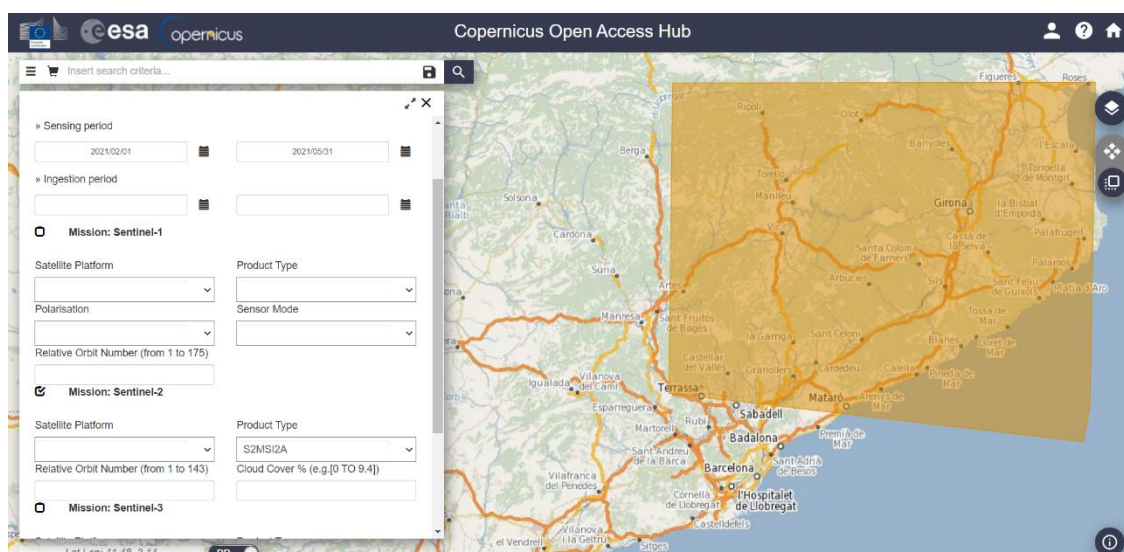 esa
opernicus
Copernicus Open Access Hub
Insert search criteria...
» Sensing period
2021/02/01
2021/05/31
» Ingestion period
Mission: Sentinel-1
Satellite Platform
Product Type
Polarisation
Sensor Mode
Relative Orbit Number (from 1 to 175)
Mission: Sentinel-2
Satellite Platform
Product Type
S2MSI2A
Relative Orbit Number (from 1 to 143)
Cloud Cover % (e.g.[0 TO 9.4])
Mission: Sentinel-3
Figueres
Roses
Ripoll
Olot
Berga
Banyoles
l'Escala
Torroella
de Montgrí
Torelló
Manlleu
Solsona
Girona
la Bisbal
d'Empordà
Cardona
Vic
Cassà de
la Selva
Palafrugell
Santa Coloma
de Farners
Palamós
Súria
Arbúcies
Sils
Sant Feliu
de Guíxols
Platja d'Aro
Artés
Tossa de
Mar
Manresa
Sant Fruitós
de Bages
la Garriga
Sant Celoni
Blanes
Lloret de
Mar
Castellar
del Vallès
Granollers
Cardedeu
Calella
Pineda de
Mar
Igualada
Vilanova
del Camí
Terrassa
Mataró
Arenys de
Mar
Esparreguera
Sabadell
Martorell
Rubí
Badalona
Premià de
Mar
Sant Andreu
de la Barca
Barcelona
Sant Adrià
de Besòs
Vilafranca
del Penedès
Cornellà
de Llobregat
l'Hospitalet
de Llobregat
Castelldefels
el Vendrell
Vilanova
i la Geltrú
Sitges